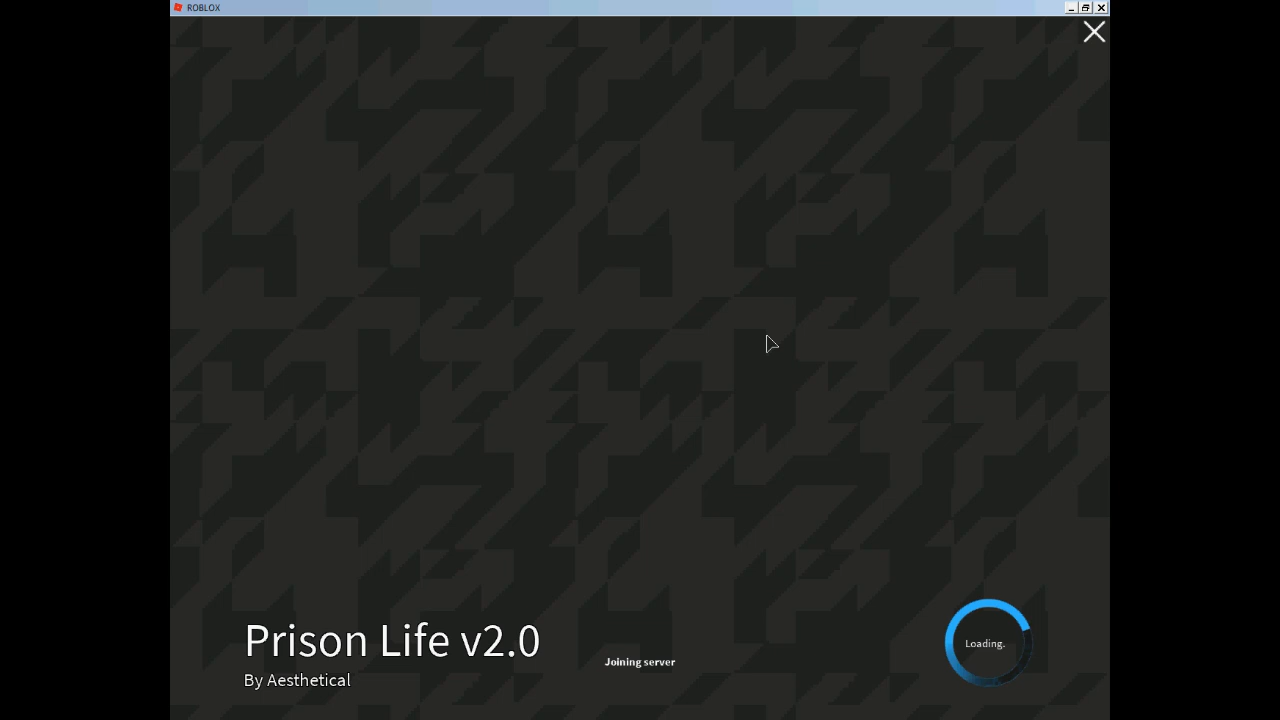 ROBLOX
Prison Life v2.0
Joining server
Loading.
By Aesthetical